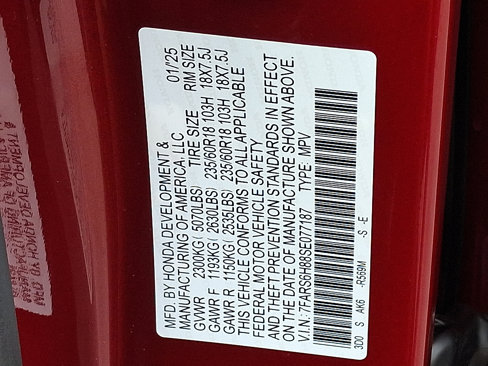 MFD. BY HONDA DEVELOPMENT & 01/'25
MANUFACTURING OF AMERICA, LLC
TIRE SIZE RIM SIZE
GVWR 2300KG ( 5070LBS)
GAWR F 1193KG ( 2630LBS) 235/60R18 103H 18X7.5J
GAWR R 1150KG ( 2535LBS) 235/60R18 103H 18X7.5J
THIS VEHICLE CONFORMS TO ALL APPLICABLE
FEDERAL MOTOR VEHICLE SAFETY
AND THEFT PREVENTION STANDARDS IN EFFECT
ON THE DATE OF MANUFACTURE SHOWN ABOVE.
V.I.N.: 7FARS6H88SE077187 TYPE: MPV
3D0 S AK6 -R569M -S -E